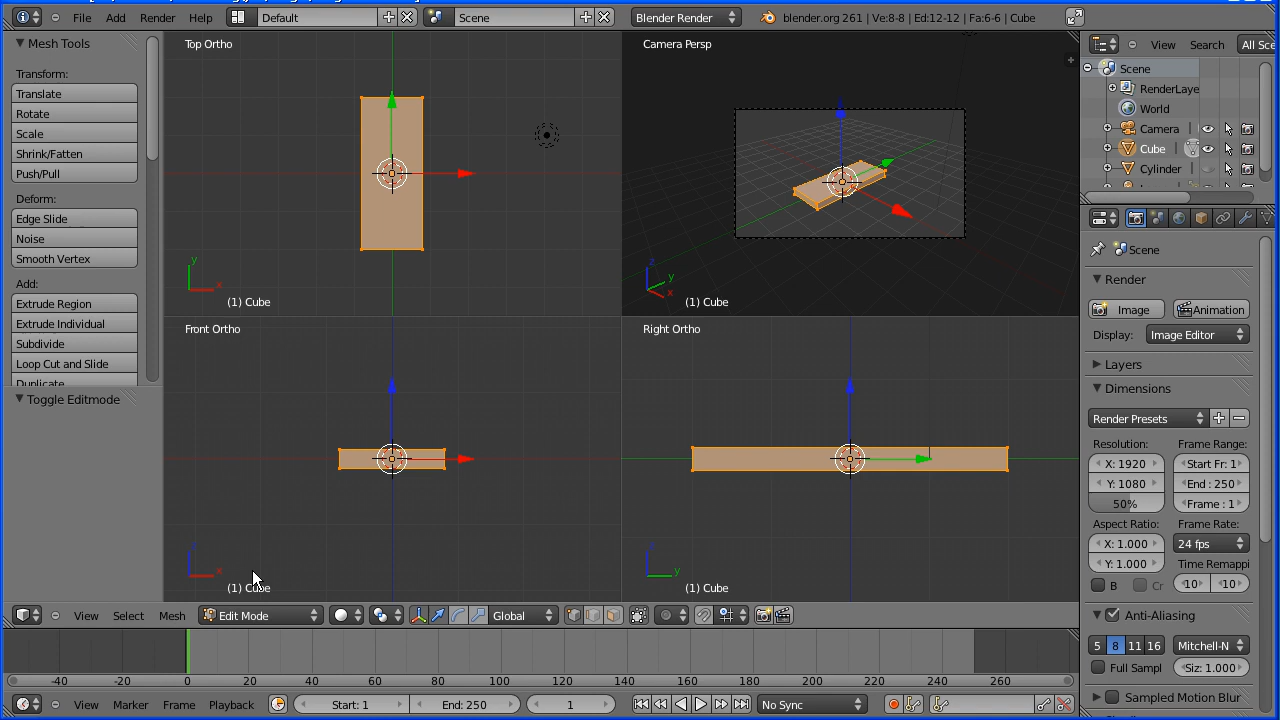 File Add Render Help Default Scene Blender Render blender.org 261 | Ve:8-8 | Ed:12-12 | Fa:6-6 | Cube
Mesh Tools
Transform:
Translate
Rotate
Scale
Shrink/Fatten
Push/Pull
Deform:
Edge Slide
Noise
Smooth Vertex
Add:
Extrude Region
Extrude Individual
Subdivide
Loop Cut and Slide
Duplicate
Toggle Editmode
Top Ortho
y
x
(1) Cube
Camera Persp
z
y
x
(1) Cube
Front Ortho
x
(1) Cube
Right Ortho
y
(1) Cube
View Search All Sce
Scene
RenderLaye
World
Camera
Cube
Cylinder
Scene
Render
Image Animation
Display: Image Editor
Layers
Dimensions
Render Presets
Resolution: Frame Range:
X: 1920 Start Fr: 1
Y: 1080 End : 250
50% Frame : 1
Aspect Ratio: Frame Rate:
X: 1.000 24 fps
Y: 1.000 Time Remappi
B Cr 10 10
Anti-Aliasing
5 8 11 16 Mitchell-N
Full Sampl Siz: 1.000
Sampled Motion Blur
View Select Mesh Edit Mode Global
-40 -20 0 20 40 60 80 100 120 140 160 180 200 220 240 260
View Marker Frame Playback Start: 1 End: 250 1 No Sync